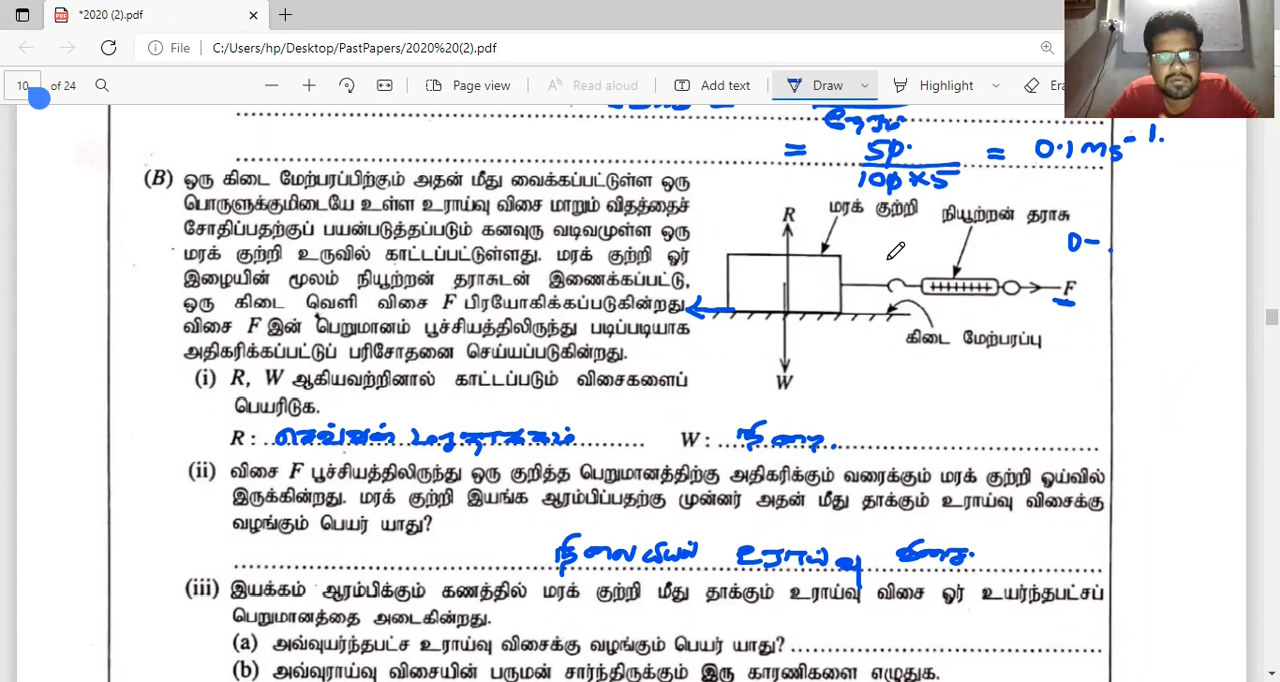 *2020 (2).pdf
File C:/Users/hp/Desktop/PastPapers/2020%20(2).pdf
10 of 24 Page view Read aloud Add text Draw Highlight Era
= 50 / 100 × 5 = 0.1 ms⁻¹.
(B) ஒரு கிடை மேற்பரப்பிற்கும் அதன் மீது வைக்கப்பட்டுள்ள ஒரு
பொருளுக்குமிடையே உள்ள உராய்வு விசை மாறும் விதத்தைச்
சோதிப்பதற்குப் பயன்படுத்தப்படும் கனவுரு வடிவமுள்ள ஒரு
மரக் குற்றி உருவில் காட்டப்பட்டுள்ளது. மரக் குற்றி ஓர்
இழையின் மூலம் நியூற்றன் தராசுடன் இணைக்கப்பட்டு,
ஒரு கிடை வெளி விசை F பிரயோகிக்கப்படுகின்றது.
விசை F இன் பெறுமானம் பூச்சியத்திலிருந்து படிப்படியாக
அதிகரிக்கப்பட்டுப் பரிசோதனை செய்யப்படுகின்றது.
R
மரக் குற்றி
நியூற்றன் தராசு
F
கிடை மேற்பரப்பு
W
(i) R, W ஆகியவற்றினால் காட்டப்படும் விசைகளைப்
பெயரிடுக.
R : செவ்வன் மறுதாக்கம் W : நிறை
(ii) விசை F பூச்சியத்திலிருந்து ஒரு குறித்த பெறுமானத்திற்கு அதிகரிக்கும் வரைக்கும் மரக் குற்றி ஓய்வில்
இருக்கின்றது. மரக் குற்றி இயங்க ஆரம்பிப்பதற்கு முன்னர் அதன் மீது தாக்கும் உராய்வு விசைக்கு
வழங்கும் பெயர் யாது?
நிலையியல் உராய்வு விசை
(iii) இயக்கம் ஆரம்பிக்கும் கணத்தில் மரக் குற்றி மீது தாக்கும் உராய்வு விசை ஓர் உயர்ந்தபட்சப்
பெறுமானத்தை அடைகின்றது.
(a) அவ்வுயர்ந்தபட்ச உராய்வு விசைக்கு வழங்கும் பெயர் யாது?
(b) அவ்வுராய்வு விசையின் பருமன் சார்ந்திருக்கும் இரு காரணிகளை எழுதுக.